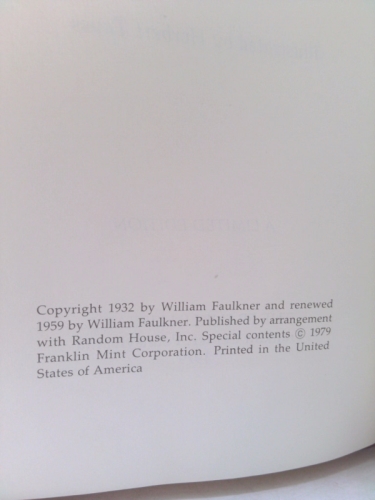 Copyright 1932 by William Faulkner and renewed
1959 by William Faulkner. Published by arrangement
with Random House, Inc. Special contents © 1979
Franklin Mint Corporation. Printed in the United
States of America